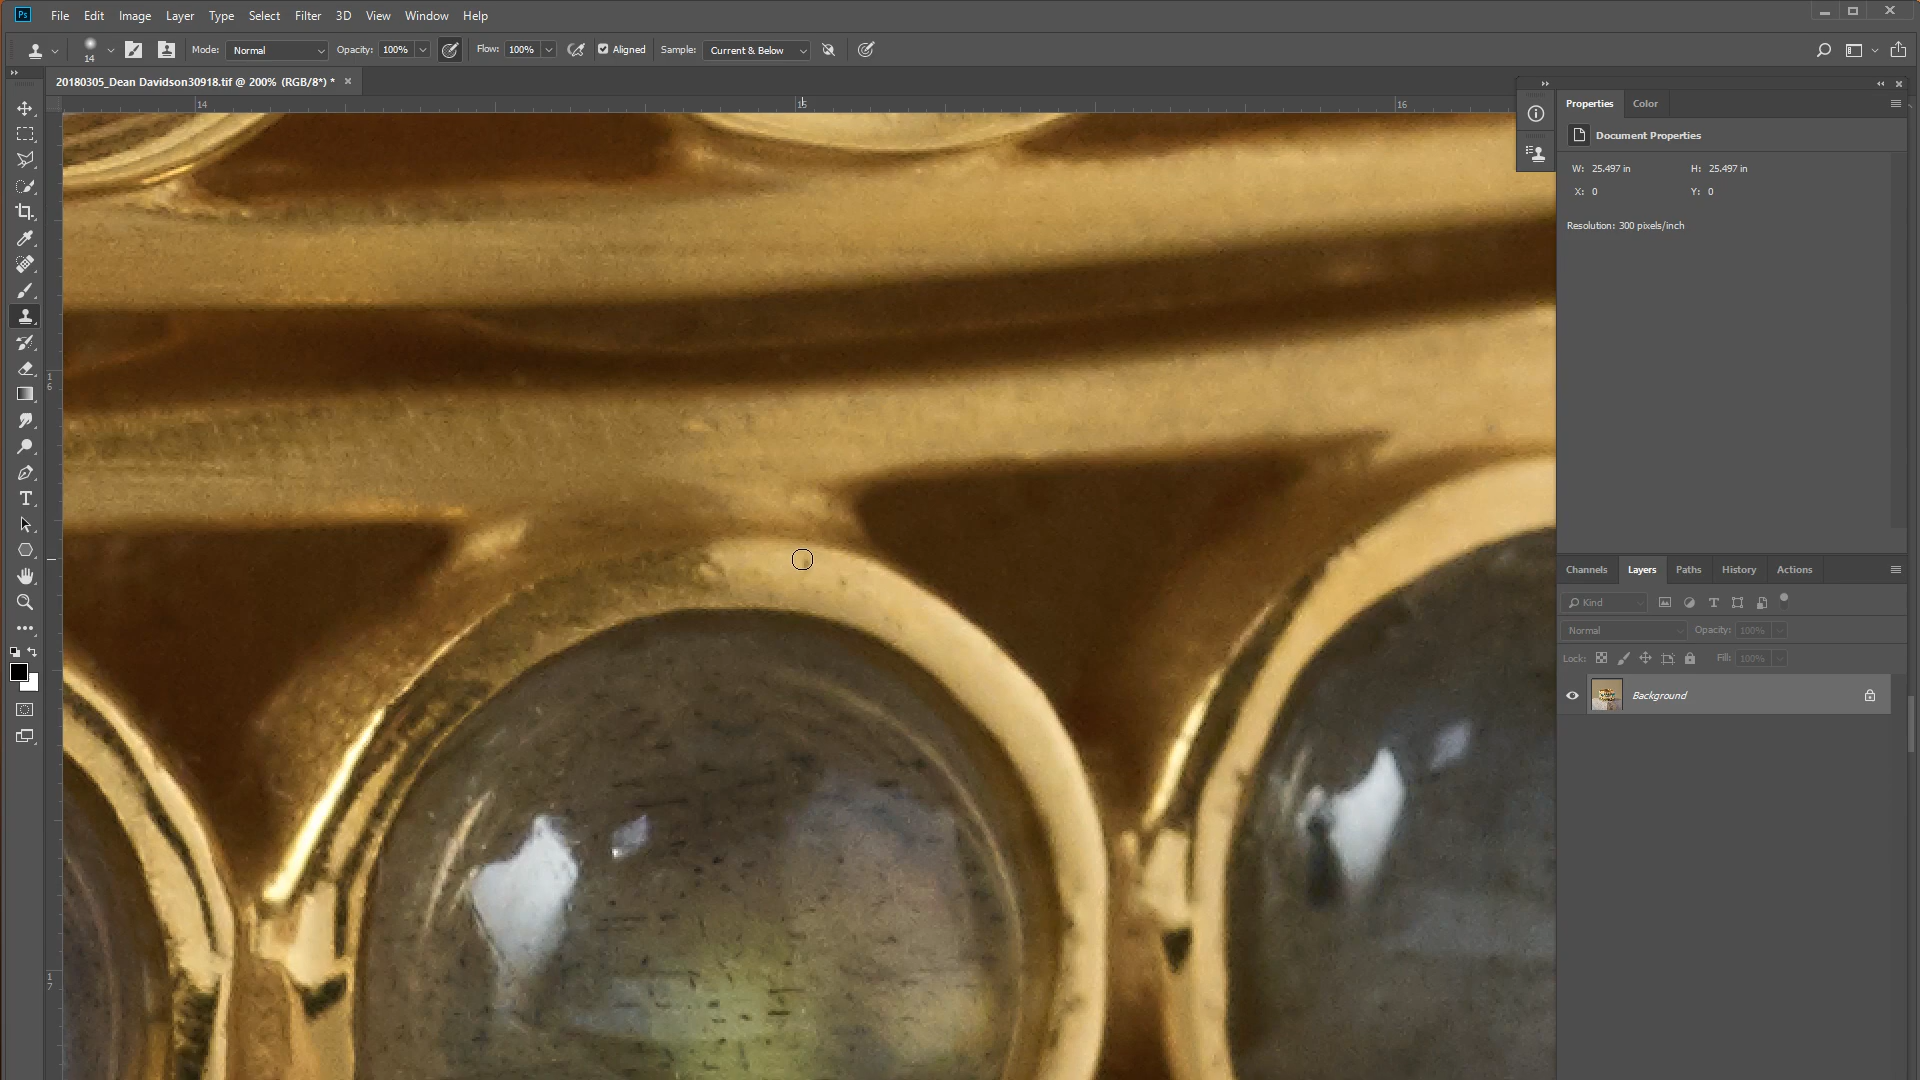 Ps File Edit Image Layer Type Select Filter 3D View Window Help
14 Mode: Normal Opacity: 100% Flow: 100% Aligned Sample: Current & Below
20180305_Dean Davidson30918.tif @ 200% (RGB/8*) *
14 15 16
16
17
Properties Color
Document Properties
W: 25.497 in H: 25.497 in
X: 0 Y: 0
Resolution: 300 pixels/inch
Channels Layers Paths History Actions
Kind
Normal Opacity: 100%
Lock: Fill: 100%
Background